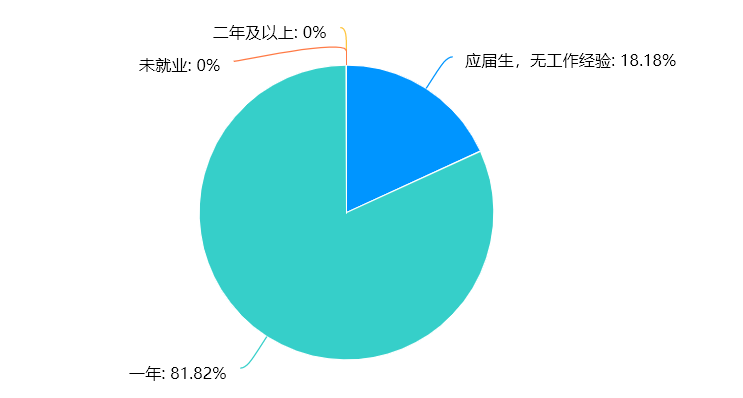 二年及以上: 0%
未就业: 0%
应届生，无工作经验: 18.18%
一年: 81.82%